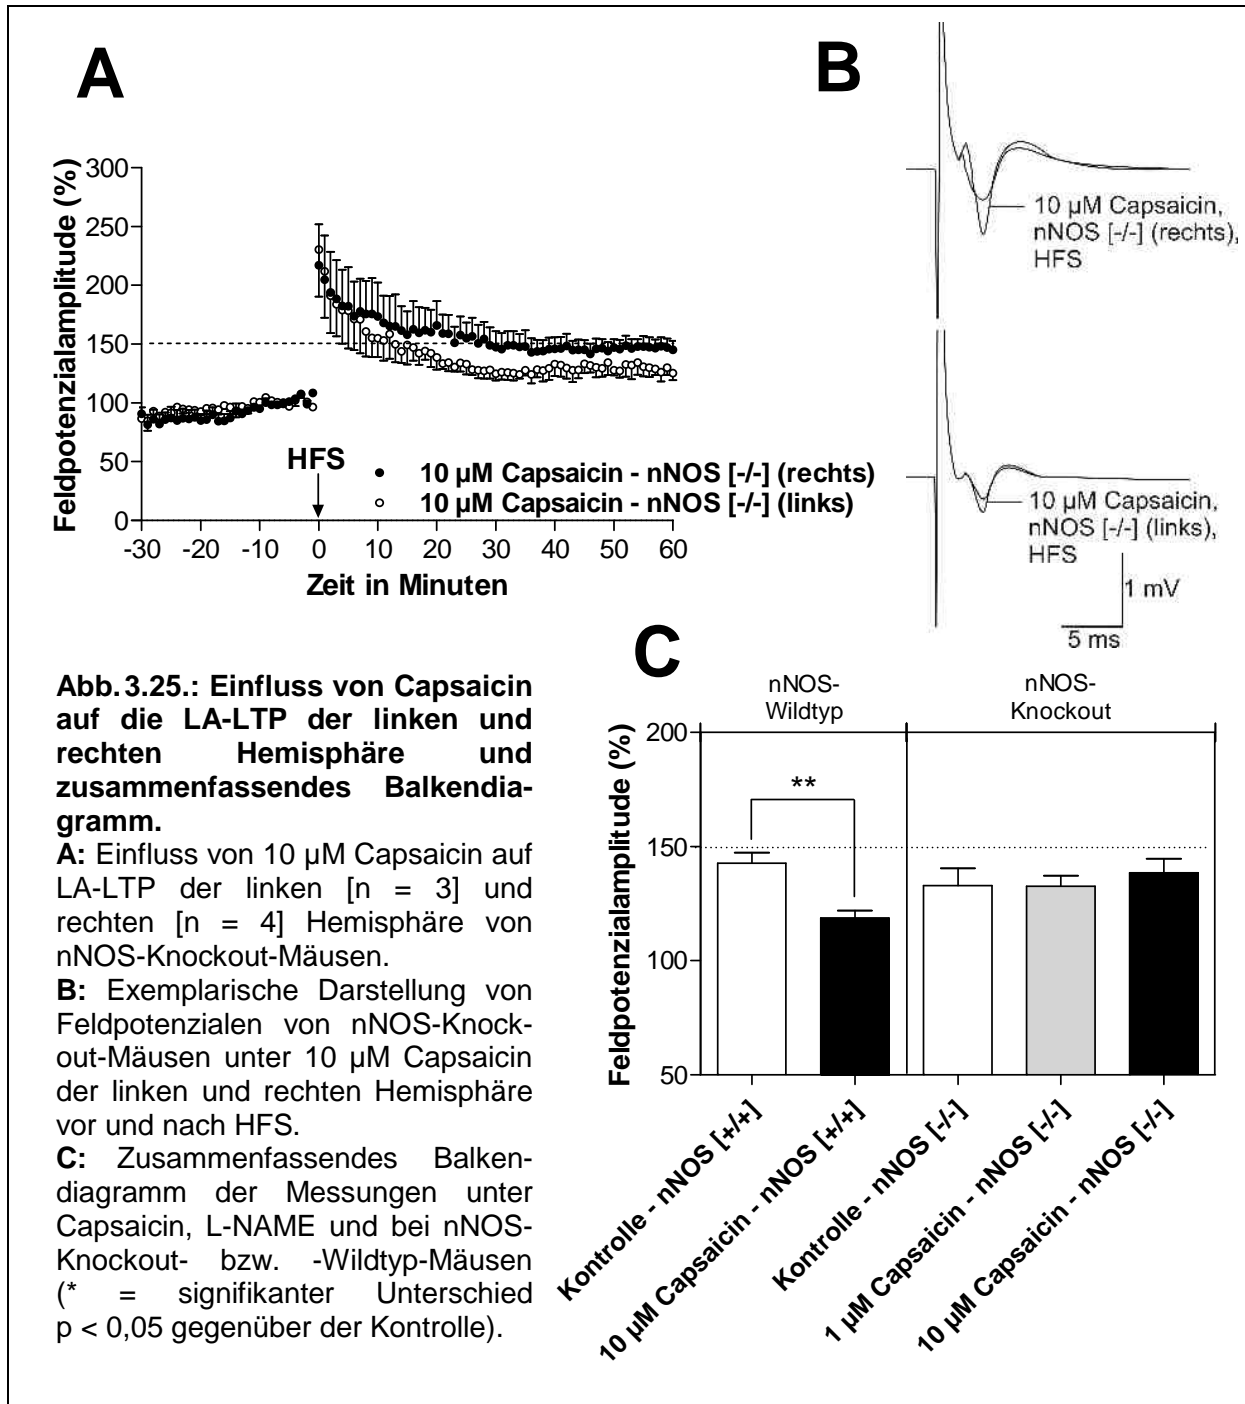 A
Feldpotenzialamplitude (%)
300
250
200
150
100
50
0
-30 -20 -10 0 10 20 30 40 50 60
HFS
10 µM Capsaicin - nNOS [-/-] (rechts)
10 µM Capsaicin - nNOS [-/-] (links)
Zeit in Minuten
B
10 µM Capsaicin,
nNOS [-/-] (rechts),
HFS
10 µM Capsaicin,
nNOS [-/-] (links),
HFS
1 mV
5 ms
Abb. 3.25.: Einfluss von Capsaicin
auf die LA-LTP der linken und
rechten Hemisphäre und
zusammenfassendes Balkendia-
gramm.
A: Einfluss von 10 µM Capsaicin auf
LA-LTP der linken [n = 3] und
rechten [n = 4] Hemisphäre von
nNOS-Knockout-Mäusen.
B: Exemplarische Darstellung von
Feldpotenzialen von nNOS-Knock-
out-Mäusen unter 10 µM Capsaicin
der linken und rechten Hemisphäre
vor und nach HFS.
C: Zusammenfassendes Balken-
diagramm der Messungen unter
Capsaicin, L-NAME und bei nNOS-
Knockout- bzw. -Wildtyp-Mäusen
(* = signifikanter Unterschied
p < 0,05 gegenüber der Kontrolle).
C
nNOS-
Wildtyp
nNOS-
Knockout
Feldpotenzialamplitude (%)
200
150
100
50
**
Kontrolle - nNOS [+/+]
10 µM Capsaicin - nNOS [+/+]
Kontrolle - nNOS [-/-]
1 µM Capsaicin - nNOS [-/-]
10 µM Capsaicin - nNOS [-/-]